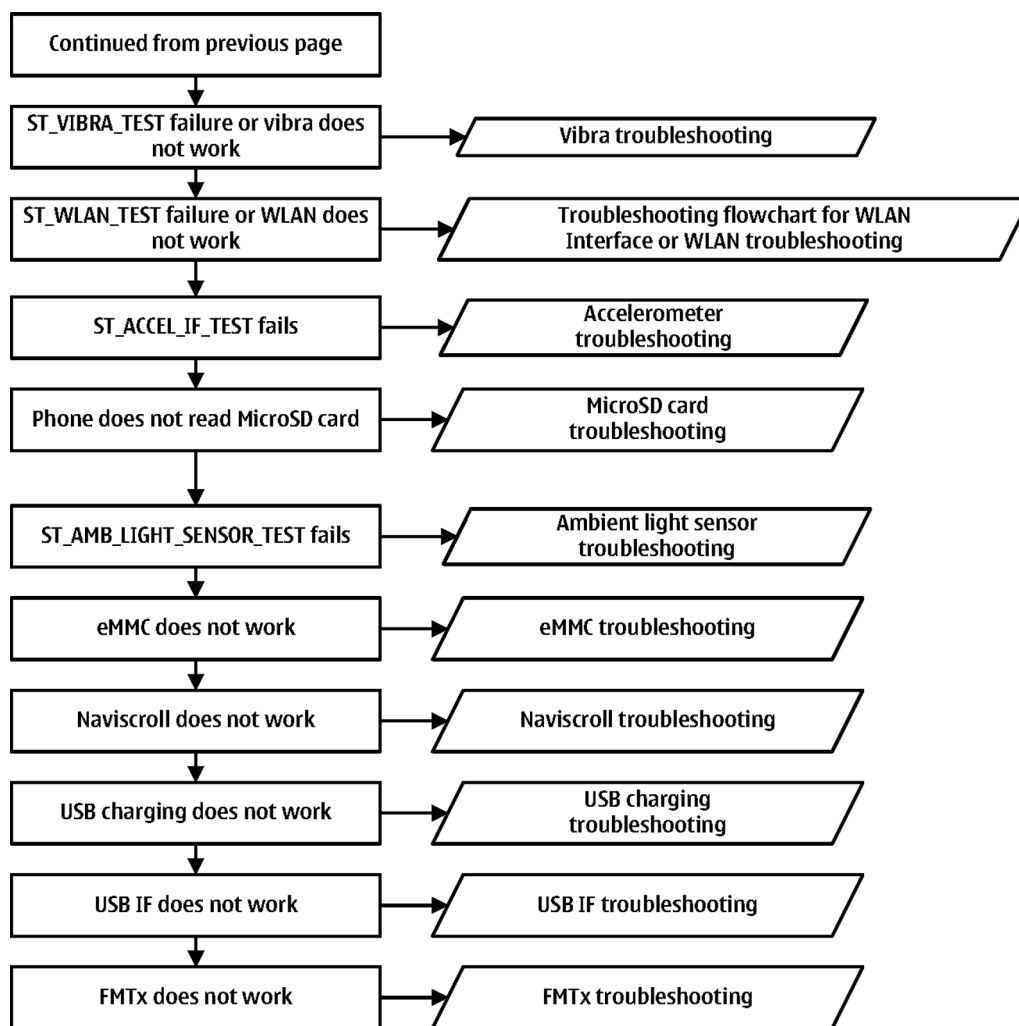 Continued from previous page
ST_VIBRA_TEST failure or vibra does
not work
Vibra troubleshooting
ST_WLAN_TEST failure or WLAN does
not work
Troubleshooting flowchart for WLAN
Interface or WLAN troubleshooting
ST_ACCEL_IF_TEST fails
Accelerometer
troubleshooting
Phone does not read MicroSD card
MicroSD card
troubleshooting
ST_AMB_LIGHT_SENSOR_TEST fails
Ambient light sensor
troubleshooting
eMMC does not work
eMMC troubleshooting
Naviscroll does not work
Naviscroll troubleshooting
USB charging does not work
USB charging
troubleshooting
USB IF does not work
USB IF troubleshooting
FMTx does not work
FMTx troubleshooting